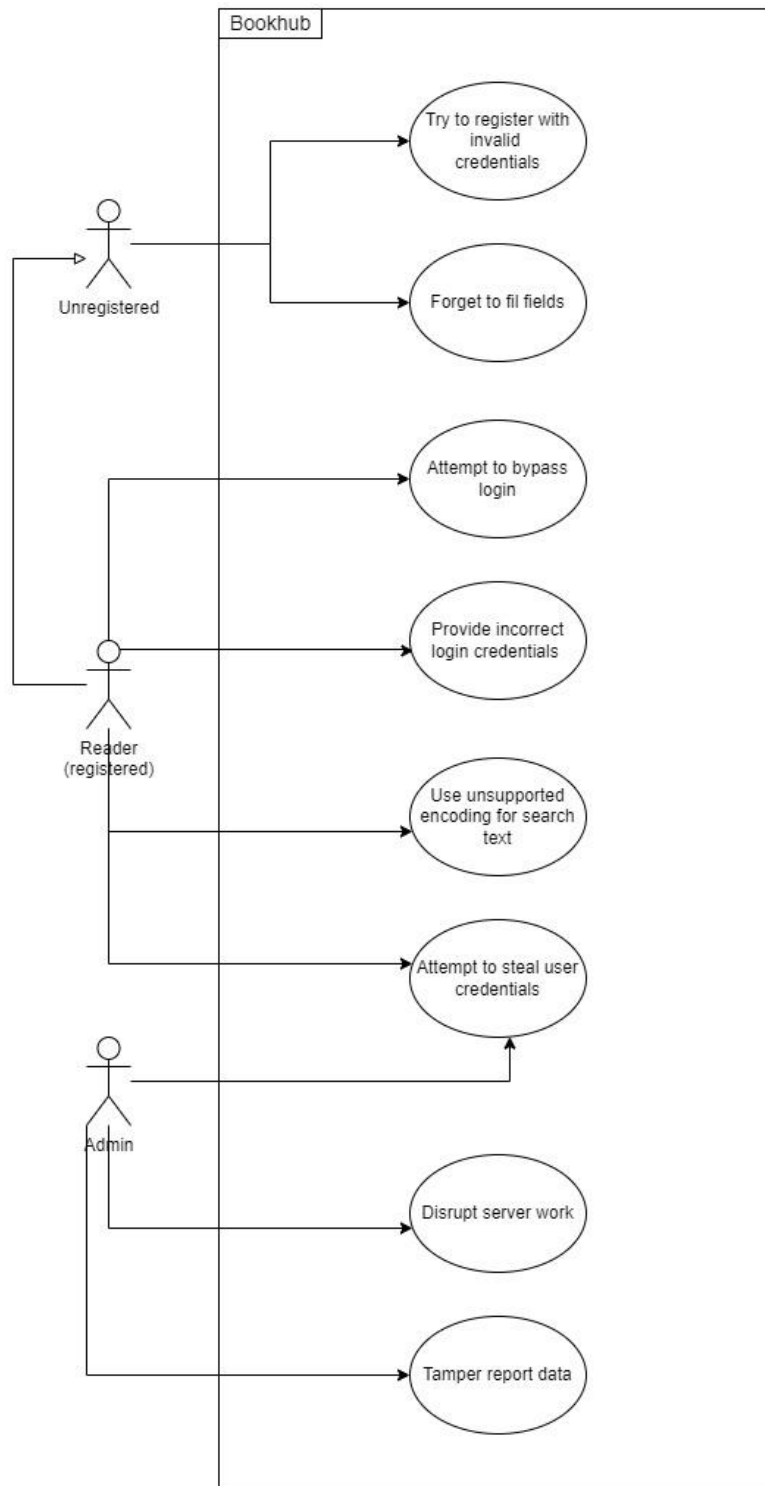 Bookhub
Try to register with
invalid
credentials
Unregistered
Forget to fil fields
Attempt to bypass
login
Provide incorrect
login credentials
Reader
(registered)
Use unsupported
encoding for search
text
Attempt to steal user
credentials
Admin
Disrupt server work
Tamper report data